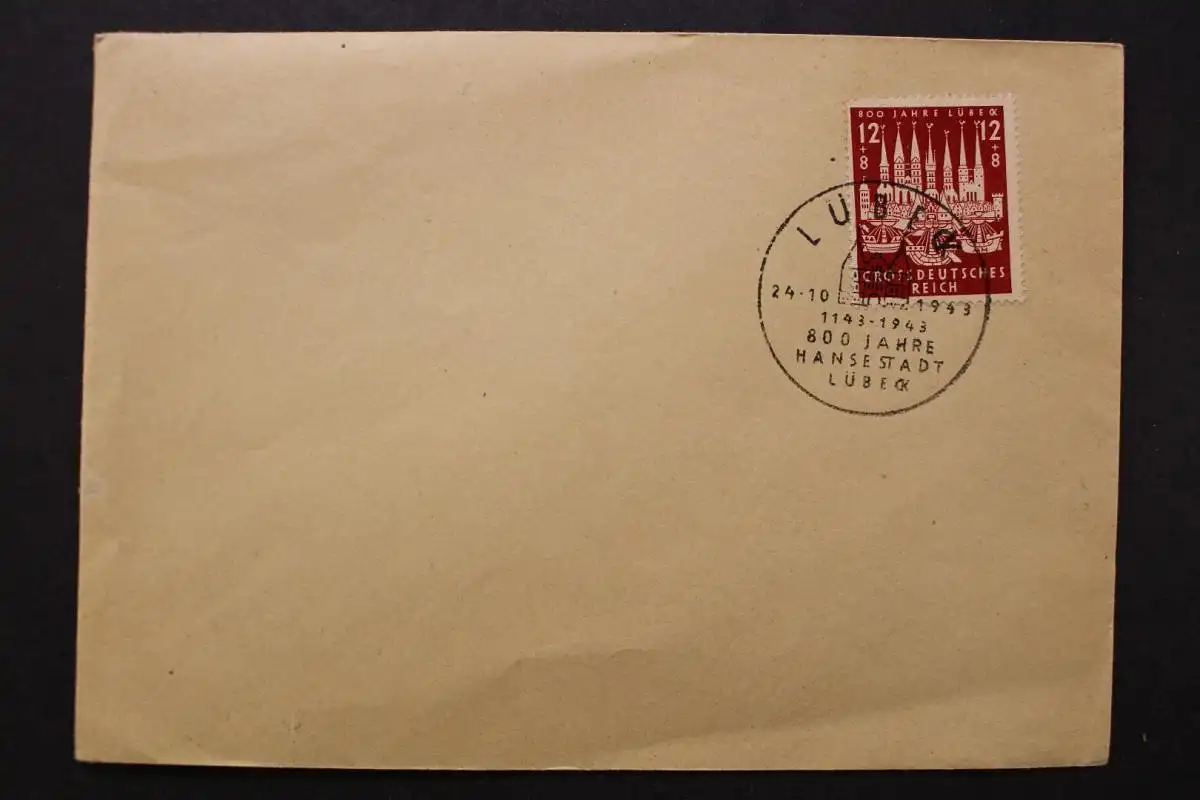 800 JAHRE LÜBECK
12 12
+ +
8 8
GROSSDEUTSCHES
REICH
LÜBECK
24·10 1943
1143-1943
800 JAHRE
HANSESTADT
LÜBECK